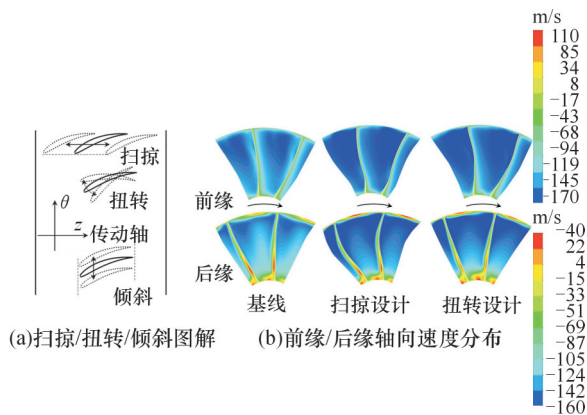 m/s
110
85
34
8
−17
−43
−68
−94
−119
−145
−170
m/s
−40
22
4
−15
−33
−51
−69
−87
−105
−124
−142
−160
扫掠
扭转
θ
z 传动轴
倾斜
前缘
后缘
基线 扫掠设计 扭转设计
(a)扫掠/扭转/倾斜图解
(b)前缘/后缘轴向速度分布